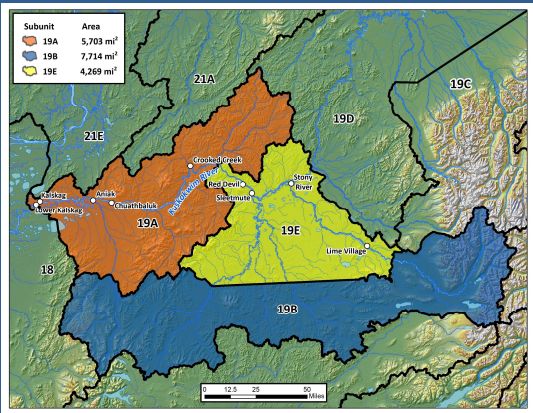 Subunit Area
19A 5,703 mi²
19B 7,714 mi²
19E 4,269 mi²
21A
19C
19D
21E
Crooked Creek
Kuskokwim River
Stony
River
Red Devil
Sleetmute
Kalskag
Aniak
Lower Kalskag
Chuathbaluk
19A
19E
Lime Village
18
19B
0 12.5 25 50
Miles